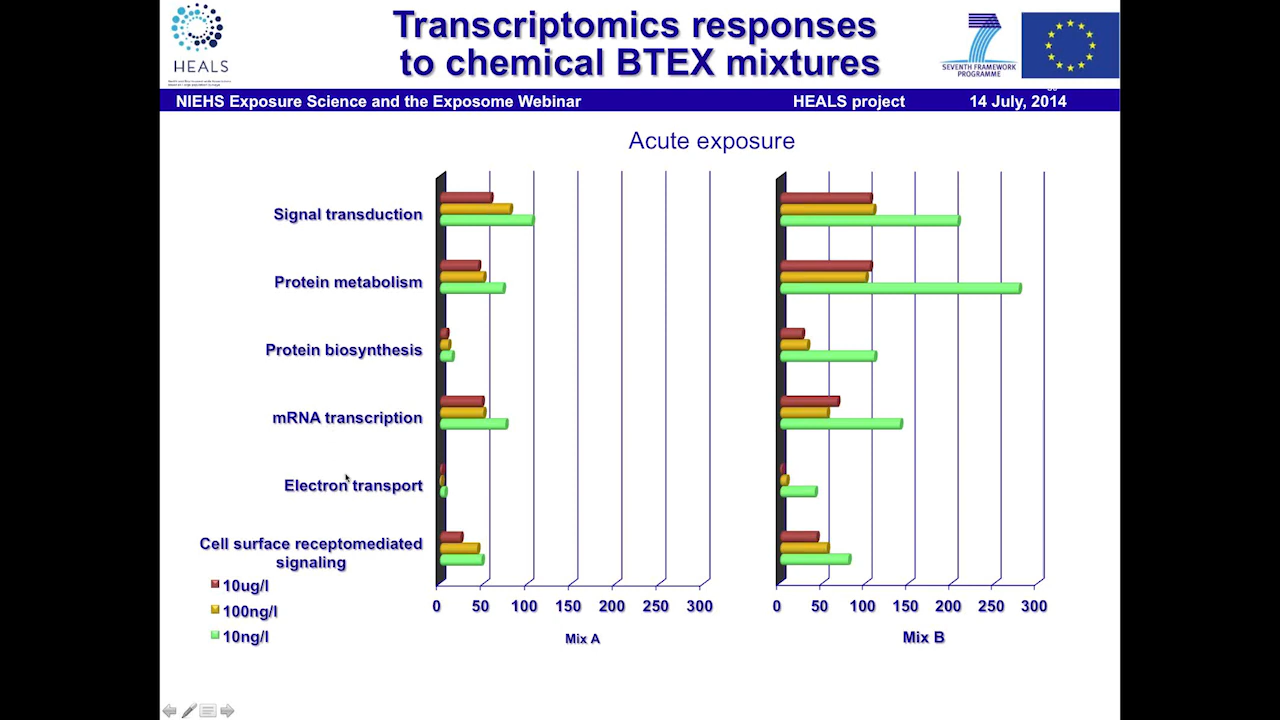 Transcriptomics responses
to chemical BTEX mixtures
HEALS
SEVENTH FRAMEWORK
PROGRAMME
NIEHS Exposure Science and the Exposome Webinar
HEALS project
14 July, 2014
Acute exposure
Signal transduction
Protein metabolism
Protein biosynthesis
mRNA transcription
Electron transport
Cell surface receptomediated
signaling
10ug/l
100ng/l
10ng/l
0 50 100 150 200 250 300
Mix A
0 50 100 150 200 250 300
Mix B